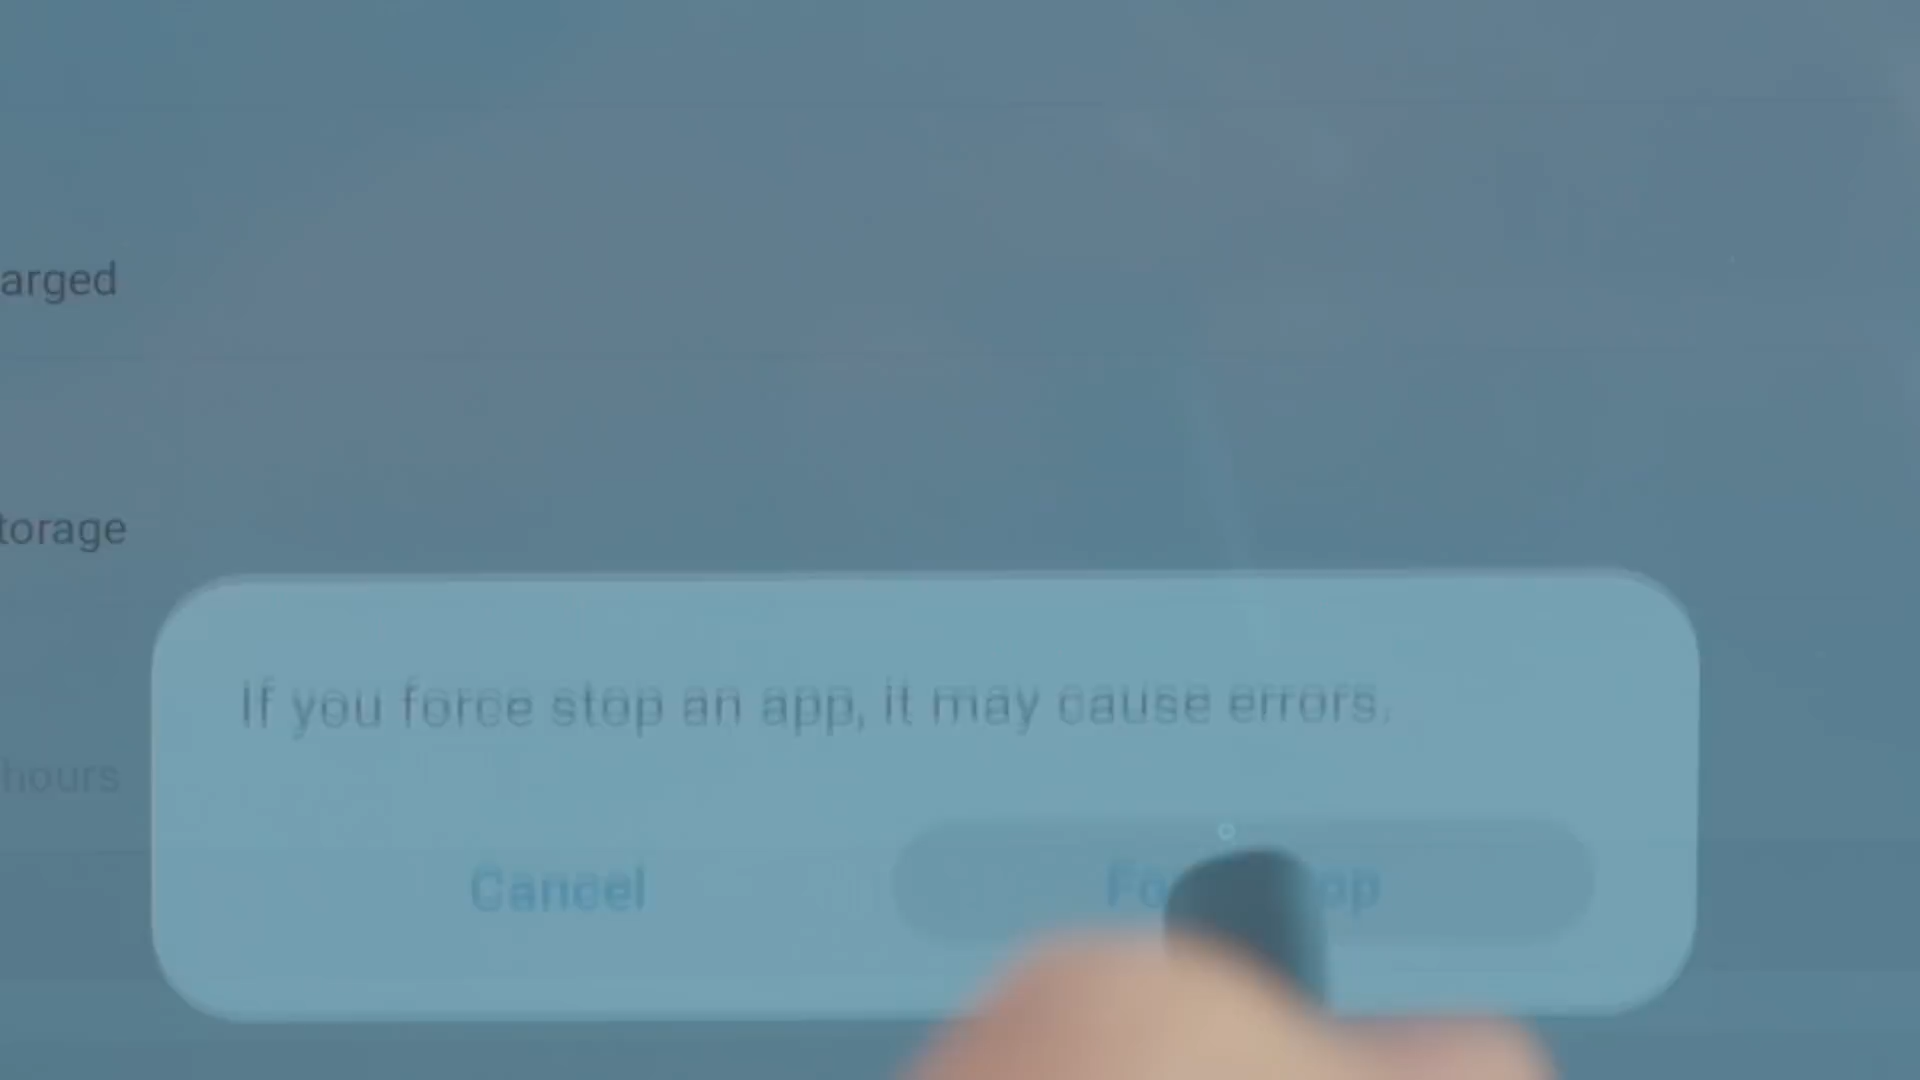 arged
torage
hours
If you force stop an app, it may cause errors.
Cancel